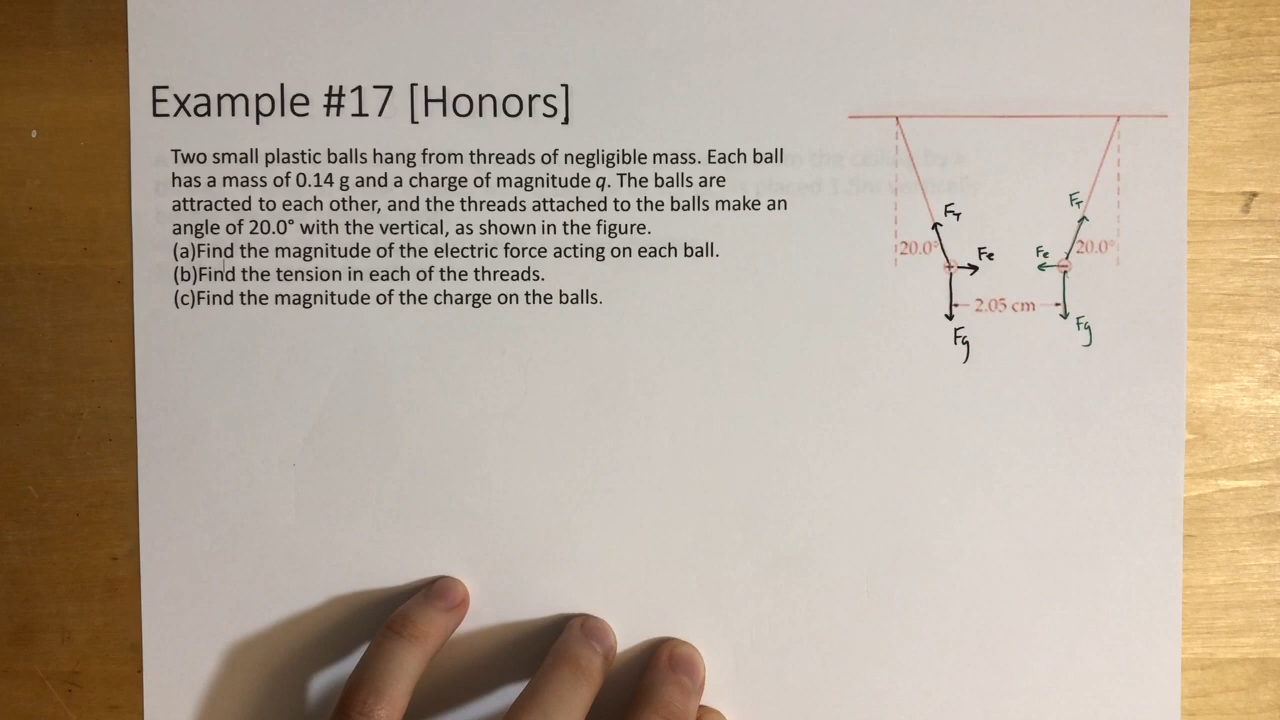 Example #17 [Honors]
Two small plastic balls hang from threads of negligible mass. Each ball
has a mass of 0.14 g and a charge of magnitude q. The balls are
attracted to each other, and the threads attached to the balls make an
angle of 20.0° with the vertical, as shown in the figure.
(a)Find the magnitude of the electric force acting on each ball.
(b)Find the tension in each of the threads.
(c)Find the magnitude of the charge on the balls.
FT
FT
20.0°
Fe
Fe
20.0°
+
−
2.05 cm
Fg
Fg